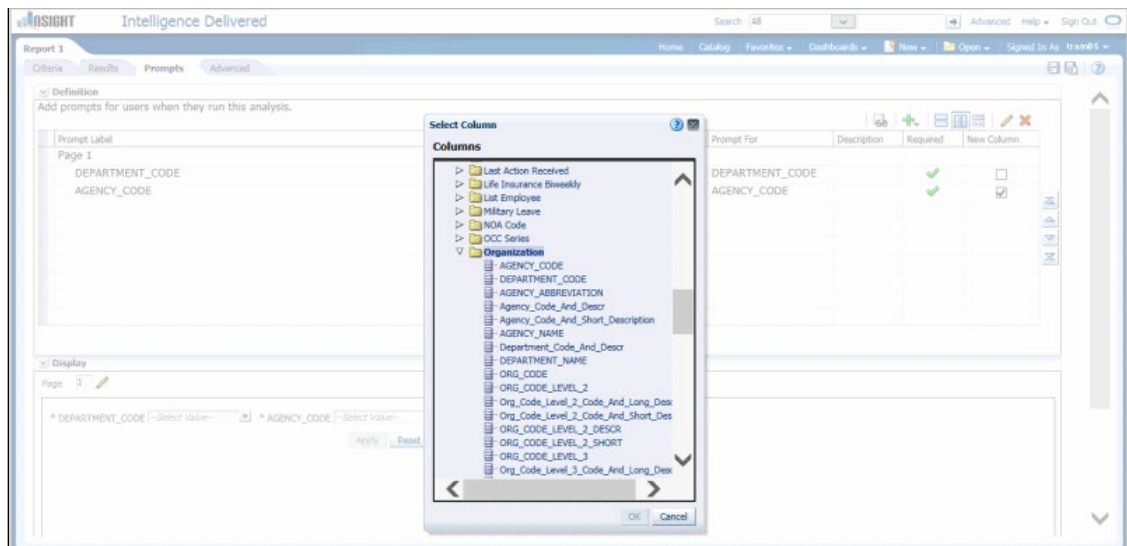 INSIGHT Intelligence Delivered Search All Advanced Help Sign Out
Report 1 Home Catalog Favorites Dashboards New Open Signed In As train05
Criteria Results Prompts Advanced
Definition
Add prompts for users when they run this analysis.
Prompt Label Prompt For Description Required New Column
Page 1
DEPARTMENT_CODE DEPARTMENT_CODE
AGENCY_CODE AGENCY_CODE
Select Column
Columns
Last Action Received
Life Insurance Biweekly
List Employee
Military Leave
NOA Code
OCC Series
Organization
AGENCY_CODE
DEPARTMENT_CODE
AGENCY_ABBREVIATION
Agency_Code_And_Descr
Agency_Code_And_Short_Description
AGENCY_NAME
Department_Code_And_Descr
DEPARTMENT_NAME
ORG_CODE
ORG_CODE_LEVEL_2
Org_Code_Level_2_Code_And_Long_Desc
Org_Code_Level_2_Code_And_Short_Des
ORG_CODE_LEVEL_2_DESCR
ORG_CODE_LEVEL_2_SHORT
ORG_CODE_LEVEL_3
Org_Code_Level_3_Code_And_Long_Desc
OK Cancel
Display
Page 1
* DEPARTMENT_CODE --Select Value-- * AGENCY_CODE --Select Value--
Apply Reset